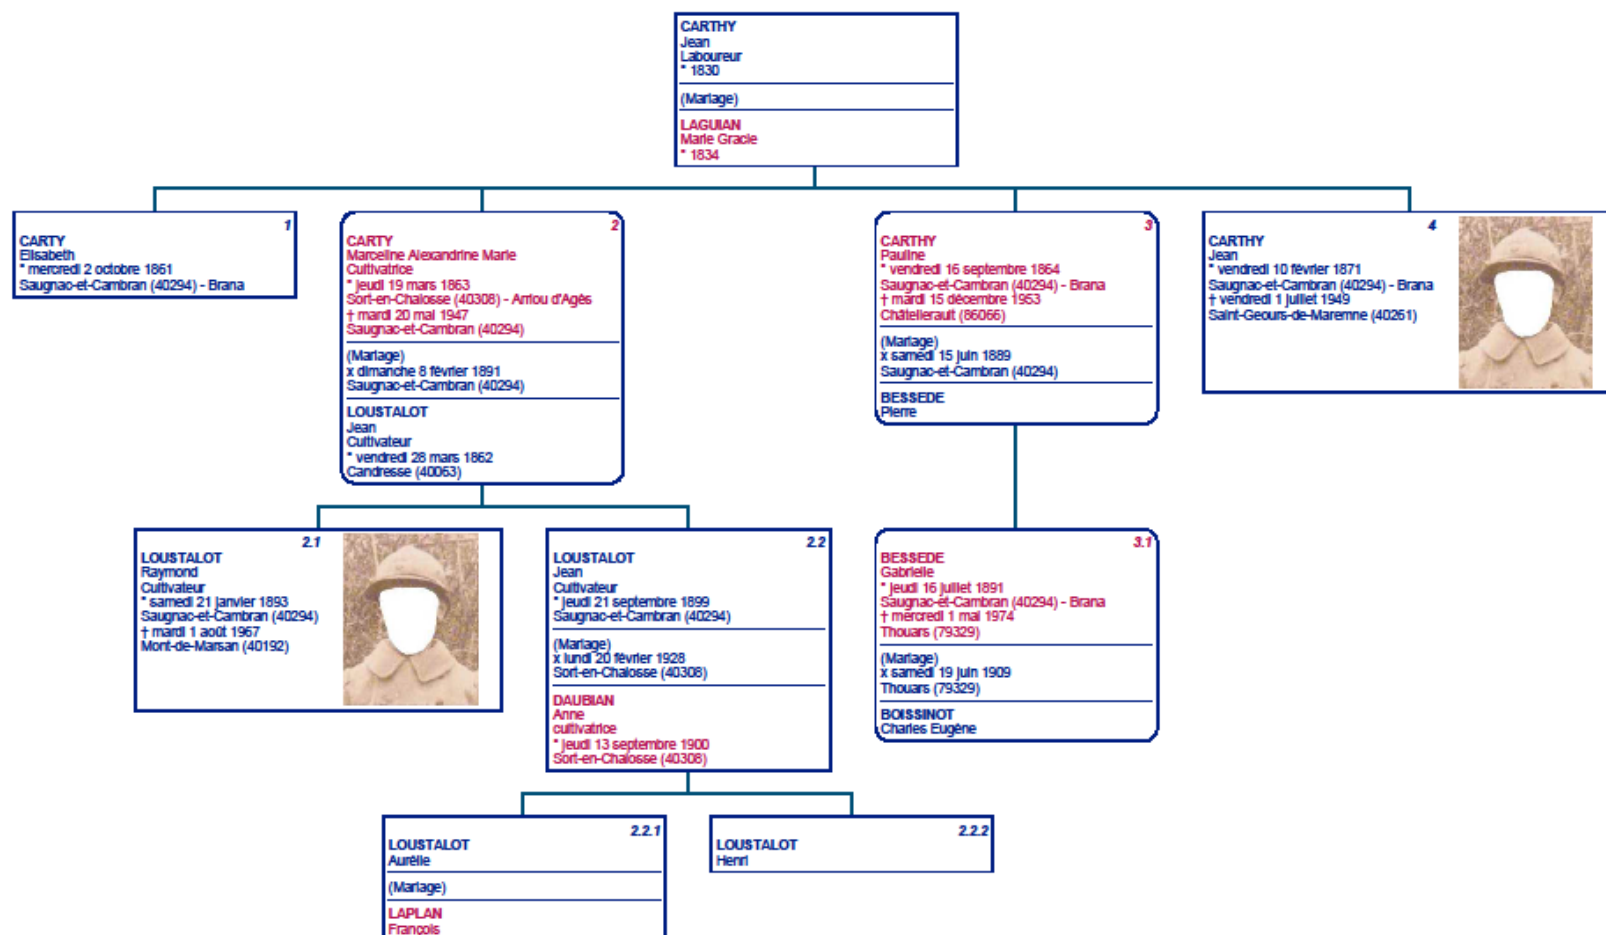 CARTHY
Jean
Laboureur
* 1830
(Mariage)
LAGUIAN
Marie Gracie
* 1834
1
CARTY
Elisabeth
* mercredi 2 octobre 1861
Saugnac-et-Cambran (40294) - Brana
2
CARTY
Marceline Alexandrine Marie
Cultivatrice
* jeudi 19 mars 1863
Sort-en-Chalosse (40308) - Arriou d'Agès
† mardi 20 mai 1947
Saugnac-et-Cambran (40294)
(Mariage)
x dimanche 8 février 1891
Saugnac-et-Cambran (40294)
LOUSTALOT
Jean
Cultivateur
* vendredi 28 mars 1862
Candresse (40063)
3
CARTHY
Pauline
* vendredi 16 septembre 1864
Saugnac-et-Cambran (40294) - Brana
† mardi 15 décembre 1953
Châtellerault (86066)
(Mariage)
x samedi 15 juin 1889
Saugnac-et-Cambran (40294)
BESSEDE
Pierre
4
CARTHY
Jean
* vendredi 10 février 1871
Saugnac-et-Cambran (40294) - Brana
† vendredi 1 juillet 1949
Saint-Geours-de-Maremne (40261)
2.1
LOUSTALOT
Raymond
Cultivateur
* samedi 21 janvier 1893
Saugnac-et-Cambran (40294)
† mardi 1 août 1967
Mont-de-Marsan (40192)
2.2
LOUSTALOT
Jean
Cultivateur
* jeudi 21 septembre 1899
Saugnac-et-Cambran (40294)
(Mariage)
x lundi 20 février 1928
Sort-en-Chalosse (40308)
DAUBIAN
Anne
cultivatrice
* jeudi 13 septembre 1900
Sort-en-Chalosse (40308)
3.1
BESSEDE
Gabrielle
* jeudi 16 juillet 1891
Saugnac-et-Cambran (40294) - Brana
† mercredi 1 mai 1974
Thouars (79329)
(Mariage)
x samedi 19 juin 1909
Thouars (79329)
BOISSINOT
Charles Eugène
2.2.1
LOUSTALOT
Aurélie
(Mariage)
LAPLAN
François
2.2.2
LOUSTALOT
Henri